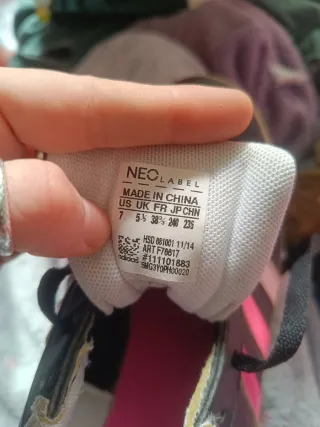 NEO LABEL
MADE IN CHINA
US UK FR JP CHN
7 5½ 38⅔ 240 235
HSD 881001 11/14
ART F76617
#111101883
adidas SMG3Y0PH00020